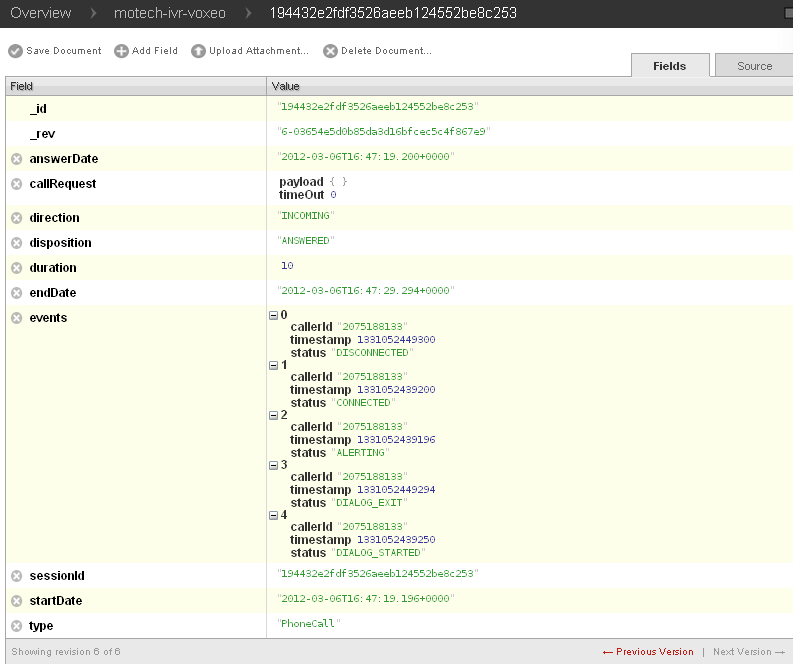 Overview motech-ivr-voxeo 194432e2fdf3526aeeb124552be8c253
Save Document Add Field Upload Attachment... Delete Document...
Fields Source
Field Value
_id "194432e2fdf3526aeeb124552be8c253"
_rev "6-03654e5d0b85da3d16bfcec5c4f867e9"
answerDate "2012-03-06T16:47:19.200+0000"
callRequest payload { }
timeOut 0
direction "INCOMING"
disposition "ANSWERED"
duration 10
endDate "2012-03-06T16:47:29.294+0000"
events 0
callerId "2075188133"
timestamp 1331052449300
status "DISCONNECTED"
1
callerId "2075188133"
timestamp 1331052439200
status "CONNECTED"
2
callerId "2075188133"
timestamp 1331052439196
status "ALERTING"
3
callerId "2075188133"
timestamp 1331052449294
status "DIALOG_EXIT"
4
callerId "2075188133"
timestamp 1331052439250
status "DIALOG_STARTED"
sessionId "194432e2fdf3526aeeb124552be8c253"
startDate "2012-03-06T16:47:19.196+0000"
type "PhoneCall"
Showing revision 6 of 6 ← Previous Version | Next Version →